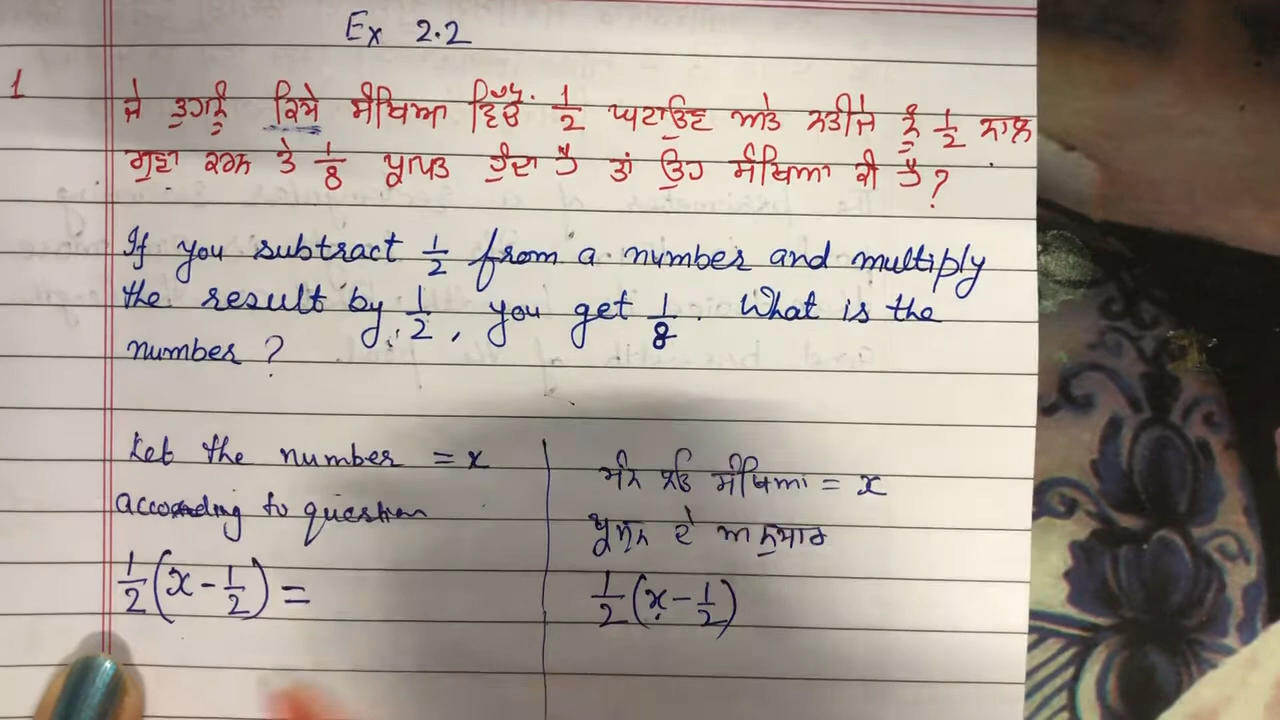 Ex 2.2
1
ਜੇ ਤੁਹਾਨੂੰ ਕਿਸੇ ਸੰਖਿਆ ਵਿੱਚੋਂ 1/2 ਘਟਾਉਣ ਅਤੇ ਨਤੀਜੇ ਨੂੰ 1/2 ਨਾਲ
ਗੁਣਾ ਕਰਨ ਤੇ 1/8 ਪ੍ਰਾਪਤ ਹੁੰਦਾ ਹੈ ਤਾਂ ਉਹ ਸੰਖਿਆ ਕੀ ਹੈ?
If you subtract 1/2 from a number and multiply
the result by 1/2, you get 1/8. What is the
number?
Let the number = x
according to question
1/2(x - 1/2) =
ਮੰਨ ਲਓ ਸੰਖਿਆ = x
ਪ੍ਰਸ਼ਨ ਦੇ ਅਨੁਸਾਰ
1/2(x - 1/2)